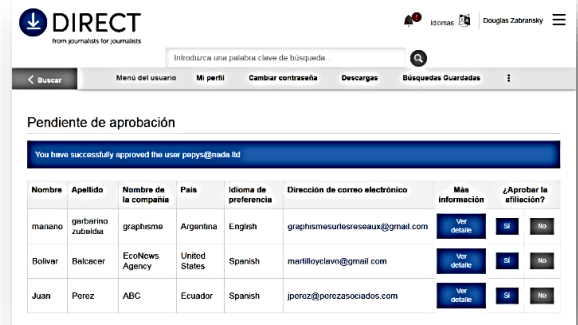 DIRECT
from journalists for journalists
Idiomas
Douglas Zabransky
Introduzca una palabra clave de búsqueda...
Buscar
Menú del usuario
Mi perfil
Cambiar contraseña
Descargas
Búsquedas Guardadas
Pendiente de aprobación
You have successfully approved the user pepys@nada.ltd
Nombre Apellido Nombre de la compañía País Idioma de preferencia Dirección de correo electrónico Más información ¿Aprobar la afiliación?
mariano garbarino zubeldia graphisme Argentina English graphismesurlesreseaux@gmail.com Ver detalle Sí No
Bolivar Balcacer EcoNews Agency United States Spanish martilloyclavo@gmail.com Ver detalle Sí No
Juan Perez ABC Ecuador Spanish jperez@perezasociados.com Ver detalle Sí No